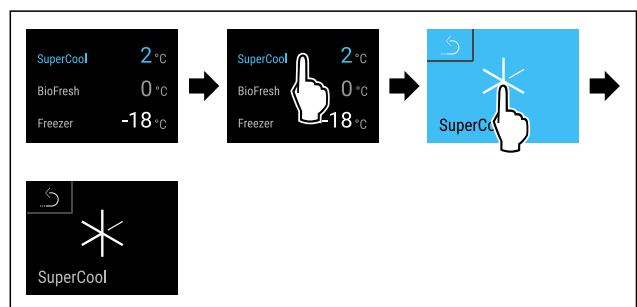 SuperCool 2 °C
BioFresh 0 °C
Freezer -18 °C
SuperCool 2 °C
BioFresh 0 °C
Freezer -18 °C
SuperCo
SuperCool